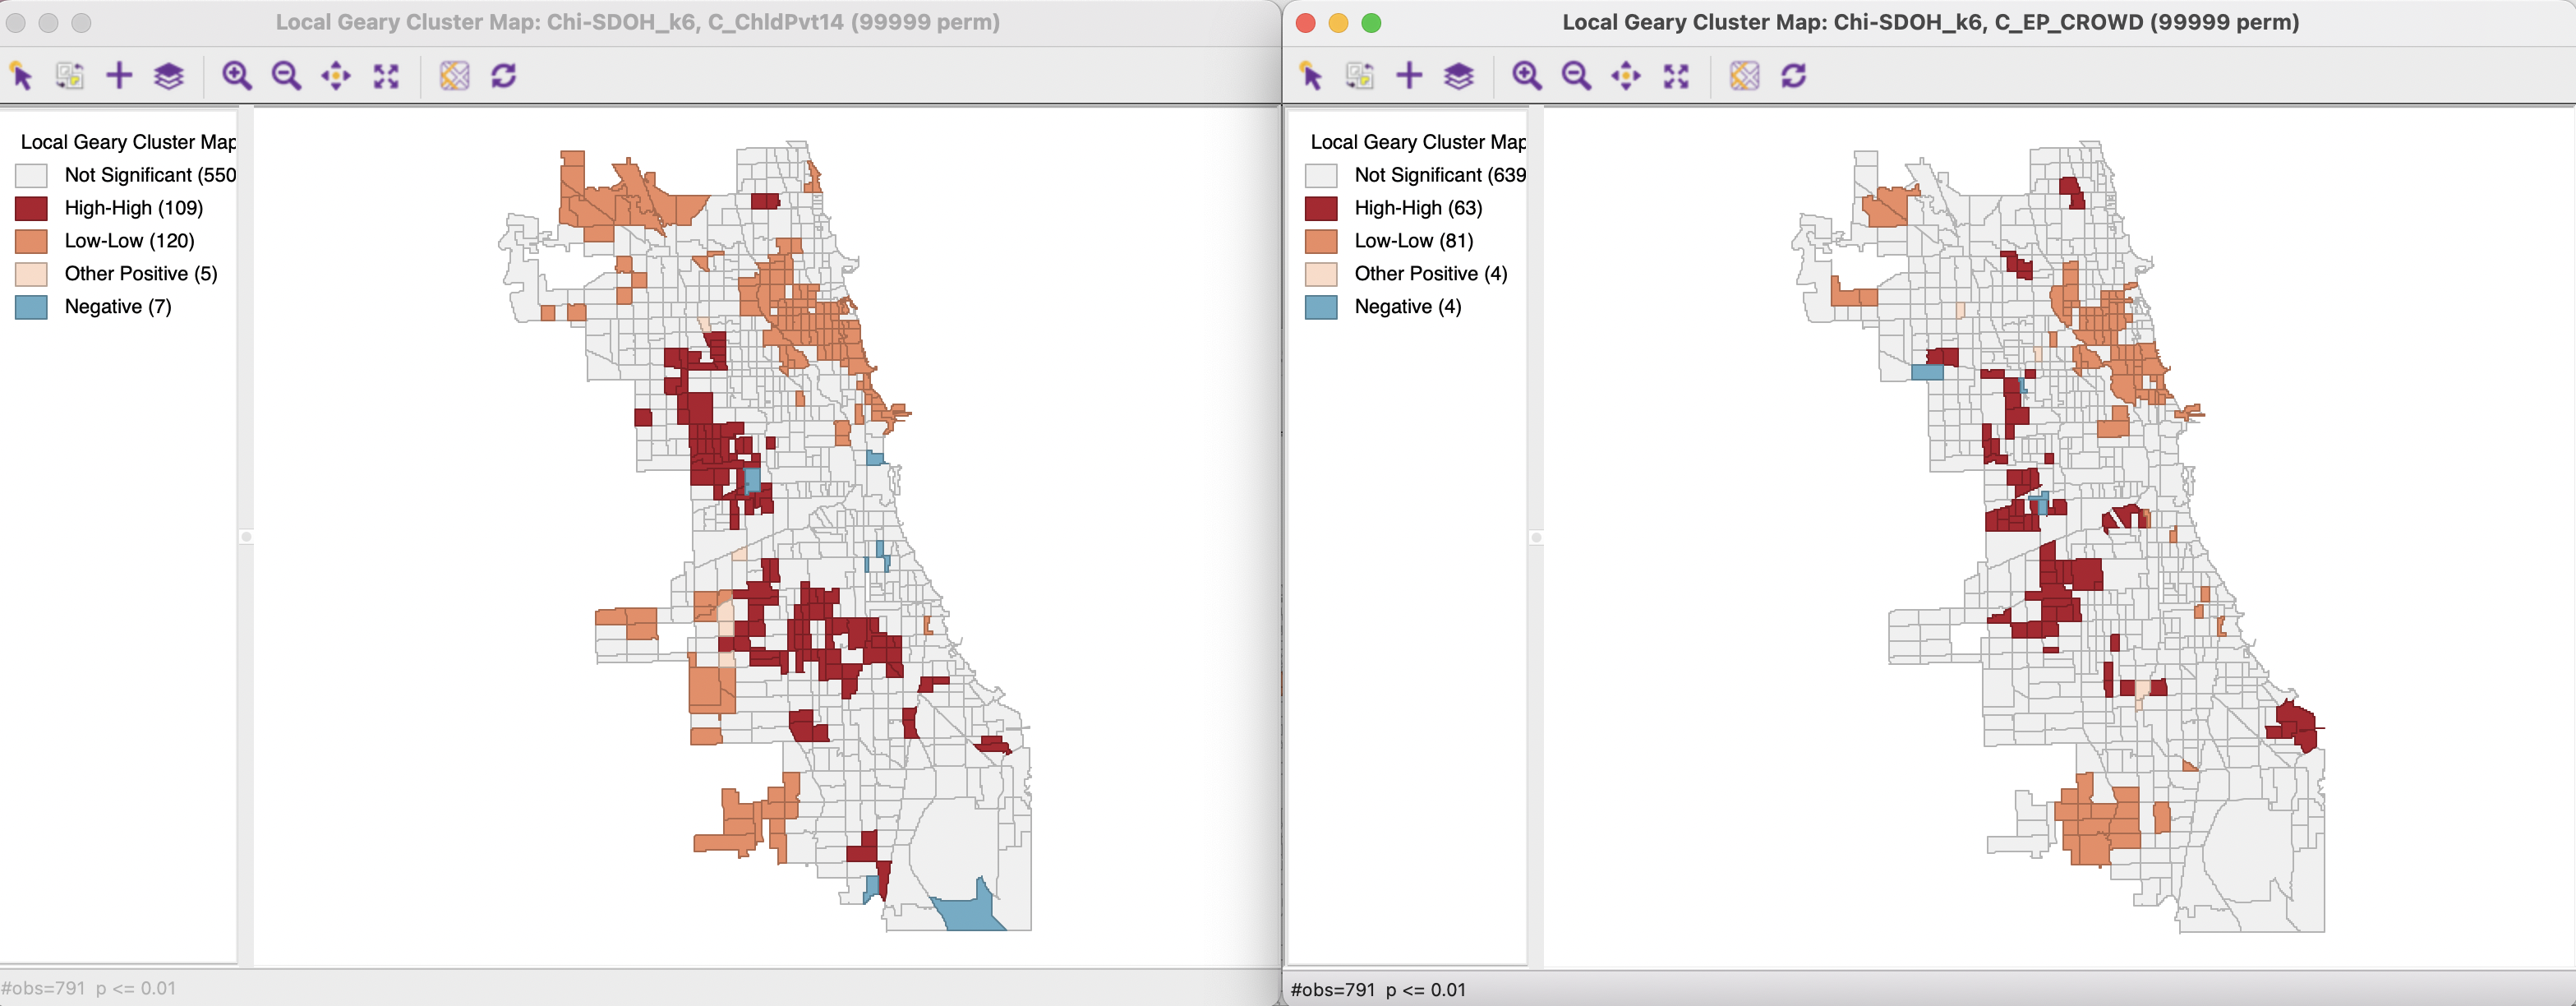 Local Geary Cluster Map: Chi-SDOH_k6, C_ChldPvt14 (99999 perm)
Local Geary Cluster Map
Not Significant (550
High-High (109)
Low-Low (120)
Other Positive (5)
Negative (7)
#obs=791 p <= 0.01
Local Geary Cluster Map: Chi-SDOH_k6, C_EP_CROWD (99999 perm)
Local Geary Cluster Map
Not Significant (639
High-High (63)
Low-Low (81)
Other Positive (4)
Negative (4)
#obs=791 p <= 0.01